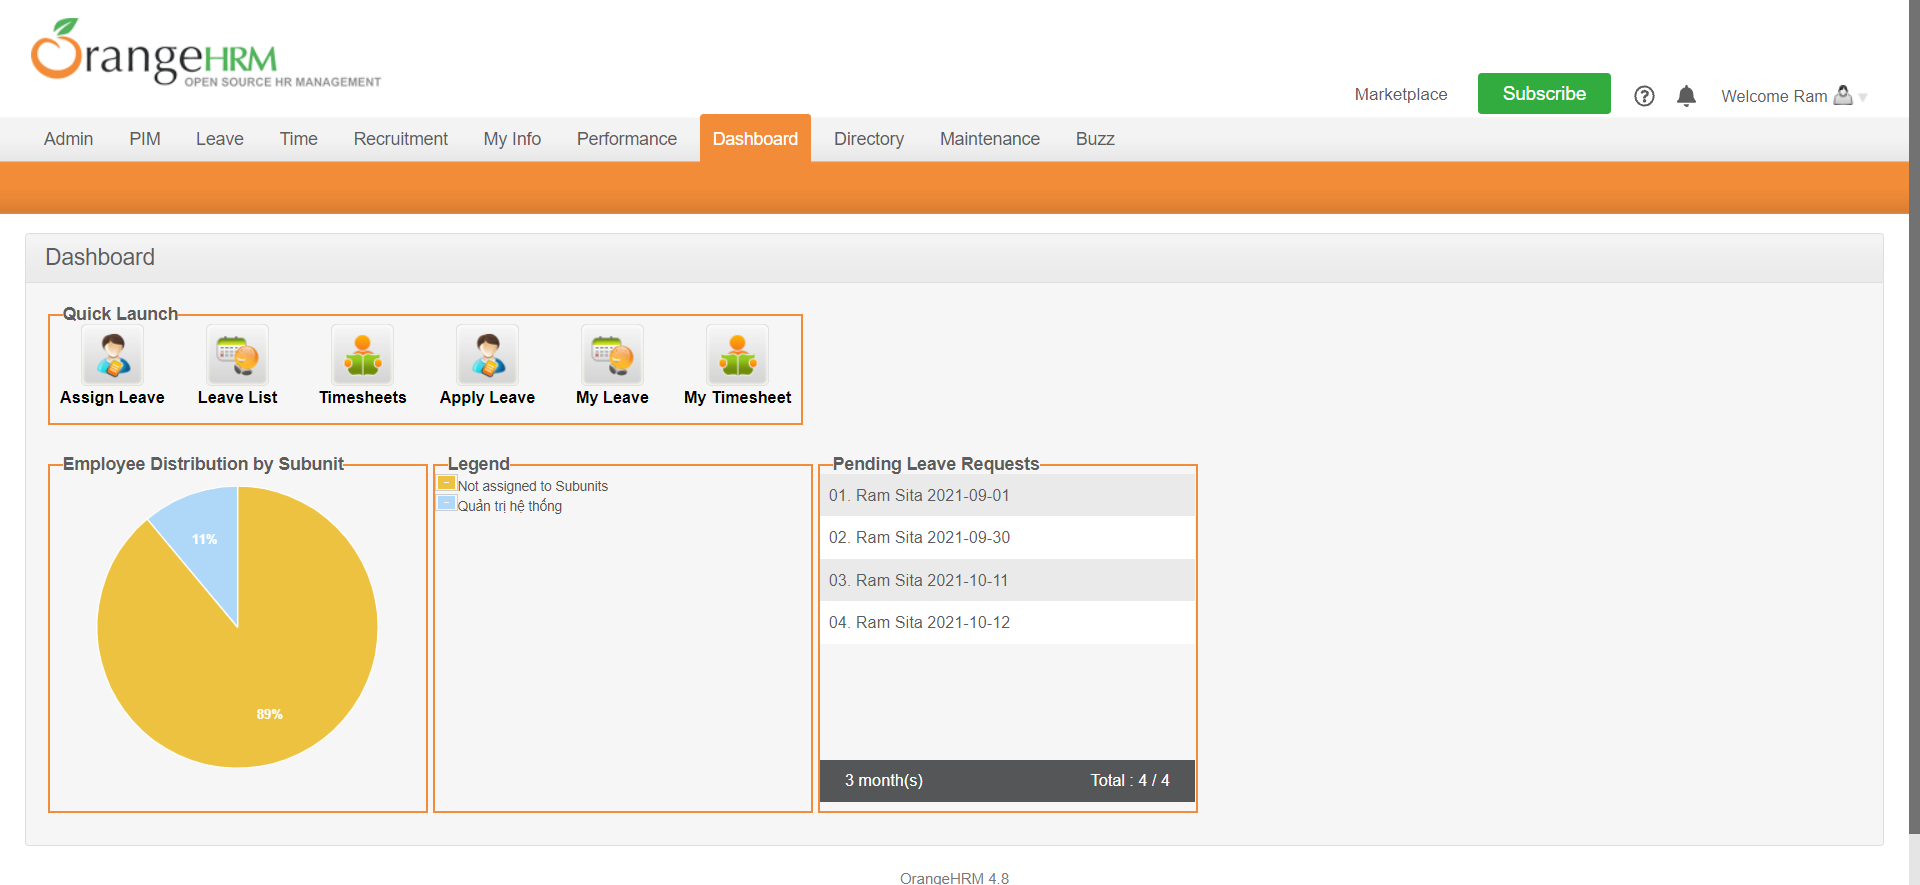 OrangeHRM
OPEN SOURCE HR MANAGEMENT
Marketplace
Subscribe
Welcome Ram
Admin
PIM
Leave
Time
Recruitment
My Info
Performance
Dashboard
Directory
Maintenance
Buzz
Dashboard
Quick Launch
Assign Leave
Leave List
Timesheets
Apply Leave
My Leave
My Timesheet
Employee Distribution by Subunit
11%
89%
Legend
Not assigned to Subunits
Quản trị hệ thống
Pending Leave Requests
01. Ram Sita 2021-09-01
02. Ram Sita 2021-09-30
03. Ram Sita 2021-10-11
04. Ram Sita 2021-10-12
3 month(s)
Total : 4 / 4
OrangeHRM 4.8